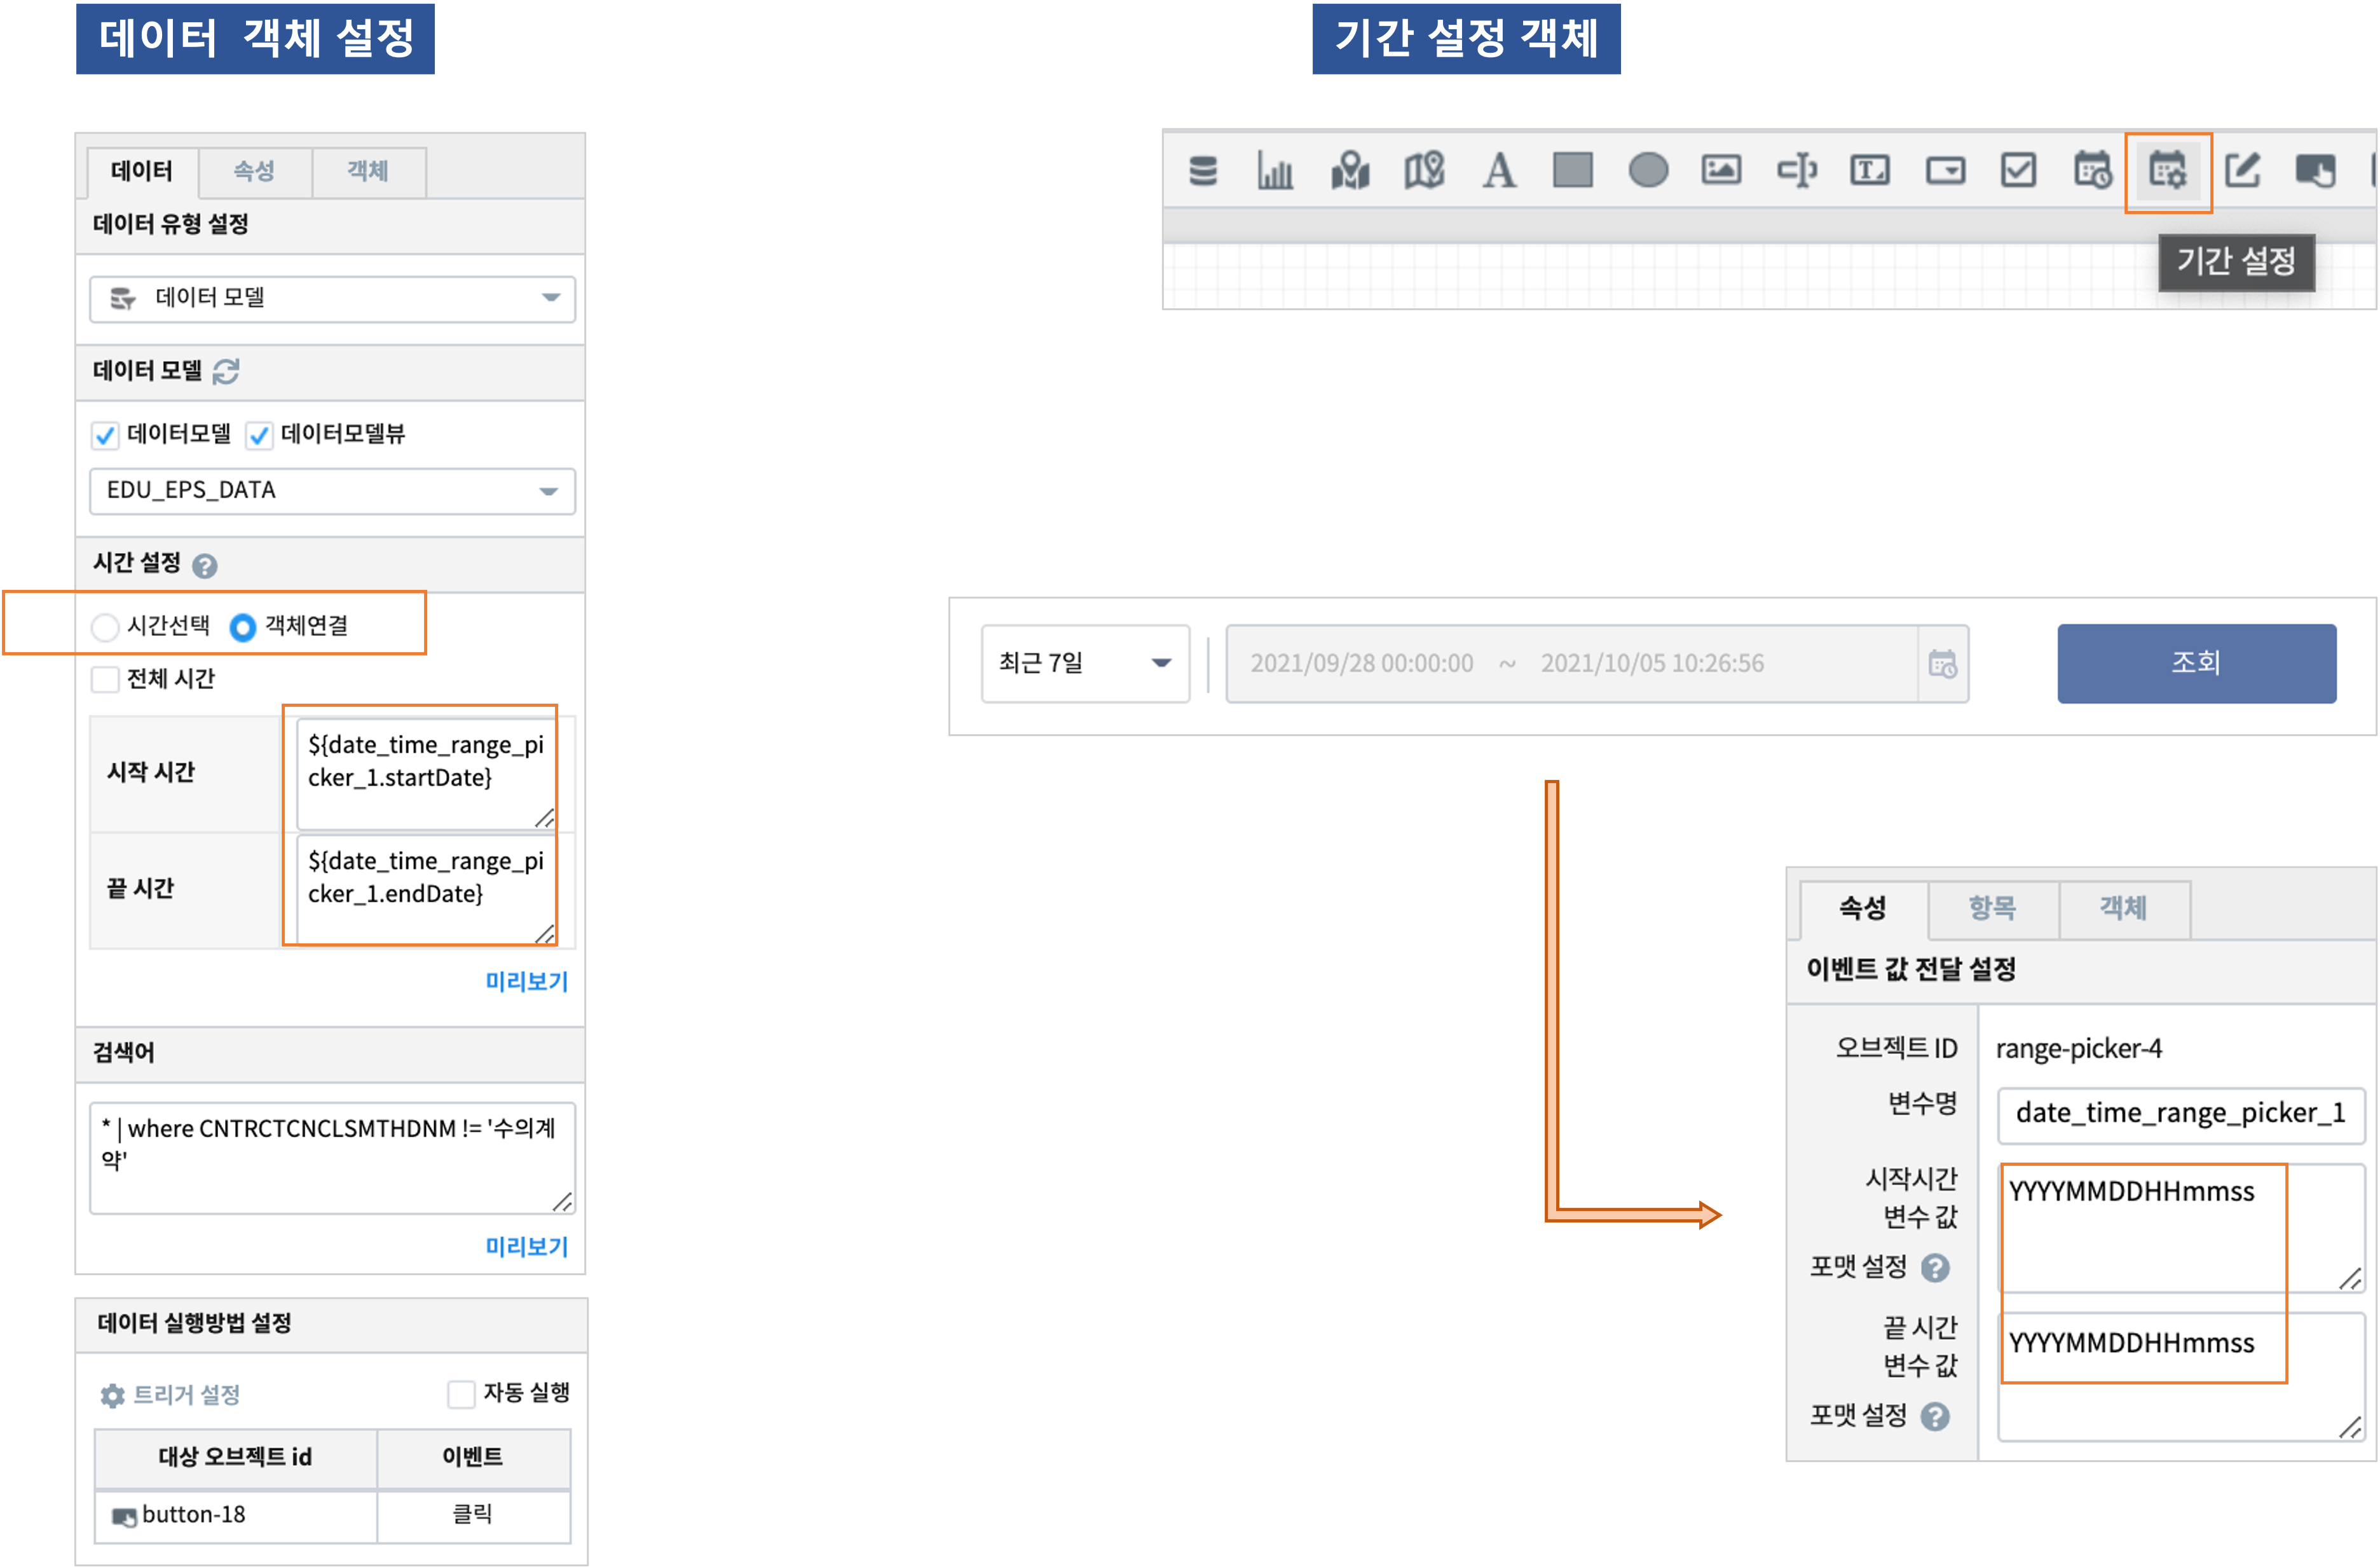 데이터 객체 설정
기간 설정 객체
데이터 속성 객체
데이터 유형 설정
데이터 모델
데이터 모델
데이터모델 데이터모델뷰
EDU_EPS_DATA
시간 설정 ?
시간선택 객체연결
전체 시간
시작 시간
${date_time_range_pi
cker_1.startDate}
끝 시간
${date_time_range_pi
cker_1.endDate}
미리보기
검색어
* | where CNTRCTCNCLSMTHDNM != '수의계
약'
미리보기
데이터 실행방법 설정
트리거 설정 자동 실행
대상 오브젝트 id 이벤트
button-18 클릭
A T
기간 설정
최근 7일 2021/09/28 00:00:00 ~ 2021/10/05 10:26:56 조회
속성 항목 객체
이벤트 값 전달 설정
오브젝트 ID range-picker-4
변수명 date_time_range_picker_1
시작시간
변수 값
포맷 설정 ?
YYYYMMDDHHmmss
끝 시간
변수 값
포맷 설정 ?
YYYYMMDDHHmmss